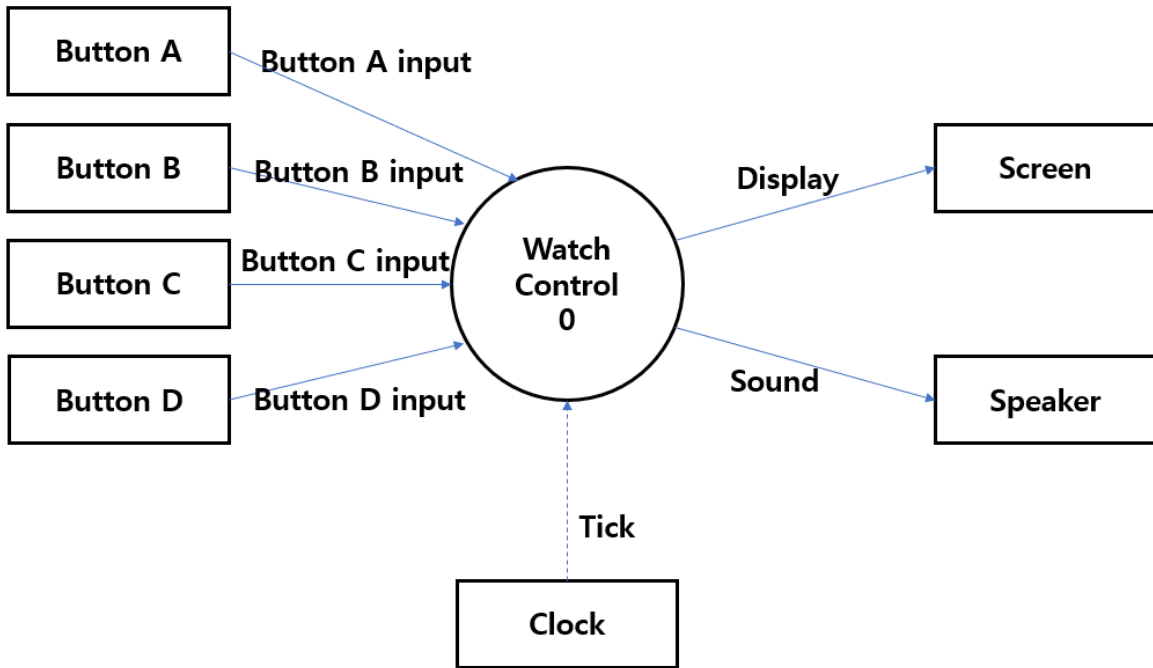 Button A
Button A input
Button B
Button B input
Button C
Button C input
Button D
Button D input
Watch
Control
0
Display
Screen
Sound
Speaker
Tick
Clock